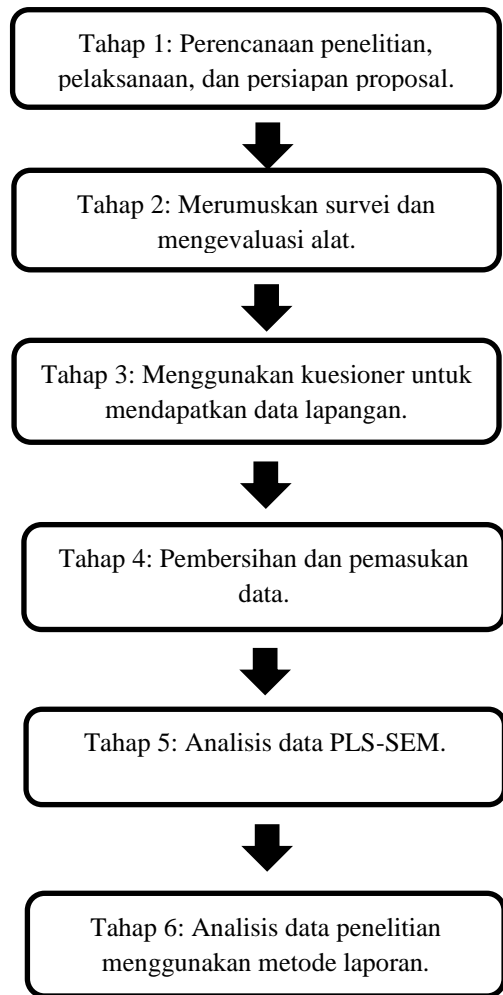 Tahap 1: Perencanaan penelitian,
pelaksanaan, dan persiapan proposal.
Tahap 2: Merumuskan survei dan
mengevaluasi alat.
Tahap 3: Menggunakan kuesioner untuk
mendapatkan data lapangan.
Tahap 4: Pembersihan dan pemasukan
data.
Tahap 5: Analisis data PLS-SEM.
Tahap 6: Analisis data penelitian
menggunakan metode laporan.